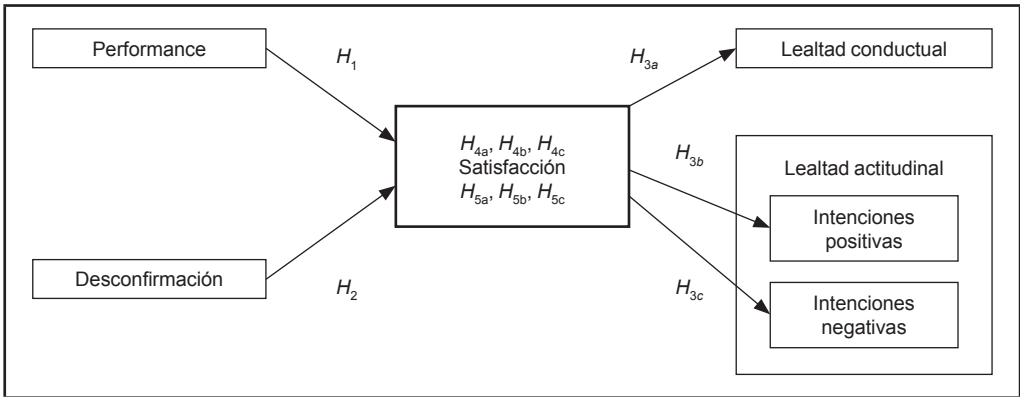 Performance
H₁
H₃ₐ
Lealtad conductual
H₄ₐ, H₄b, H₄c
Satisfacción
H₅ₐ, H₅b, H₅c
H₃b
Lealtad actitudinal
Intenciones
positivas
Desconfirmación
H₂
H₃c
Intenciones
negativas